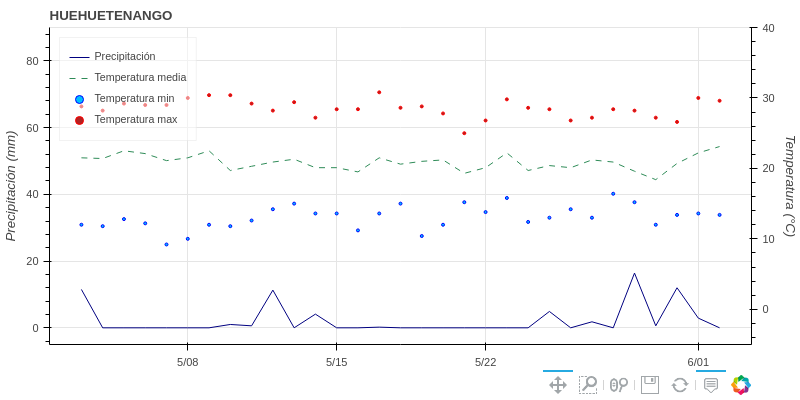 HUEHUETENANGO
Precipitación
Temperatura media
Temperatura min
Temperatura max
Precipitación (mm)
80
60
40
20
0
40
30
20
10
0
Temperatura (°C)
5/08
5/15
5/22
6/01